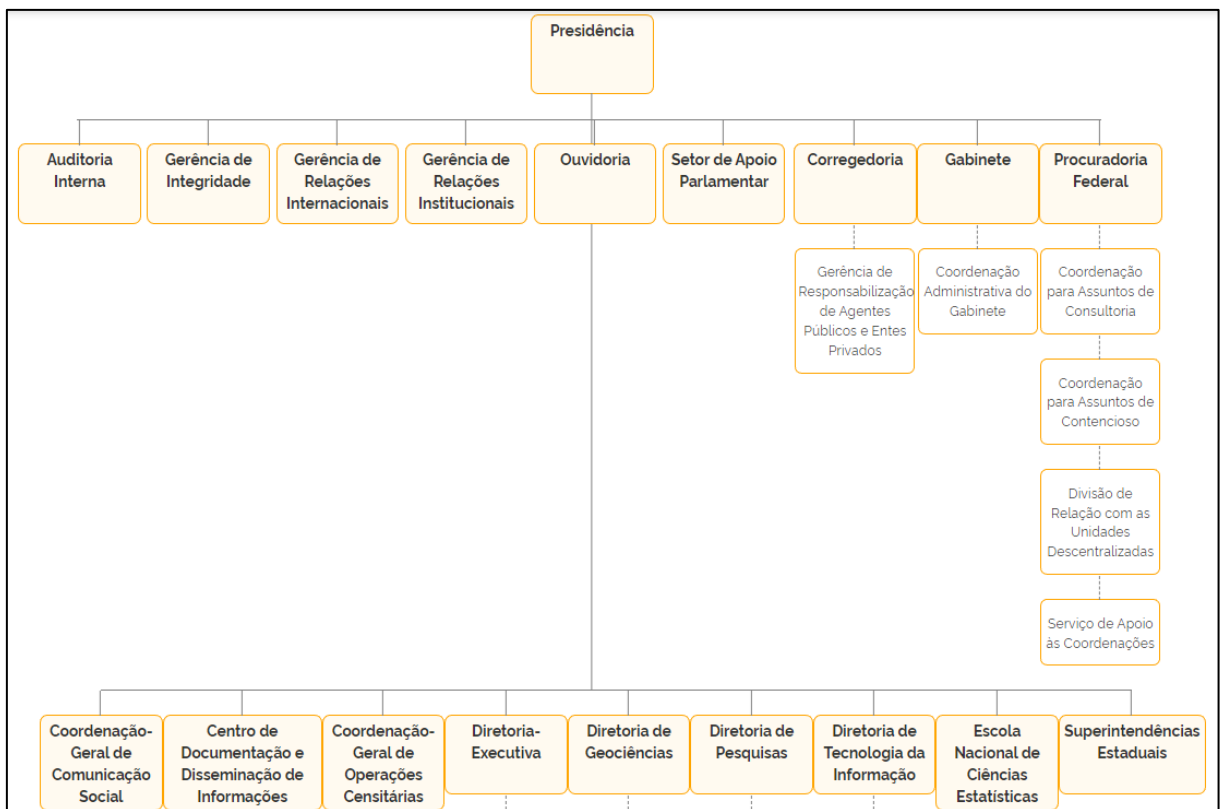 Presidência
Auditoria
Interna
Gerência de
Integridade
Gerência de
Relações
Internacionais
Gerência de
Relações
Institucionais
Ouvidoria
Setor de Apoio
Parlamentar
Corregedoria
Gabinete
Procuradoria
Federal
Gerência de
Responsabilização
de Agentes
Públicos e Entes
Privados
Coordenação
Administrativa do
Gabinete
Coordenação
para Assuntos de
Consultoria
Coordenação
para Assuntos de
Contencioso
Divisão de
Relação com as
Unidades
Descentralizadas
Serviço de Apoio
às Coordenações
Coordenação-
Geral de
Comunicação
Social
Centro de
Documentação e
Disseminação de
Informações
Coordenação-
Geral de
Operações
Censitárias
Diretoria-
Executiva
Diretoria de
Geociências
Diretoria de
Pesquisas
Diretoria de
Tecnologia da
Informação
Escola
Nacional de
Ciências
Estatísticas
Superintendências
Estaduais